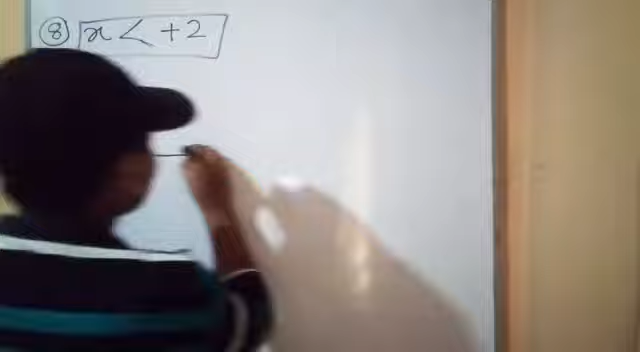 ⑧ x < +2